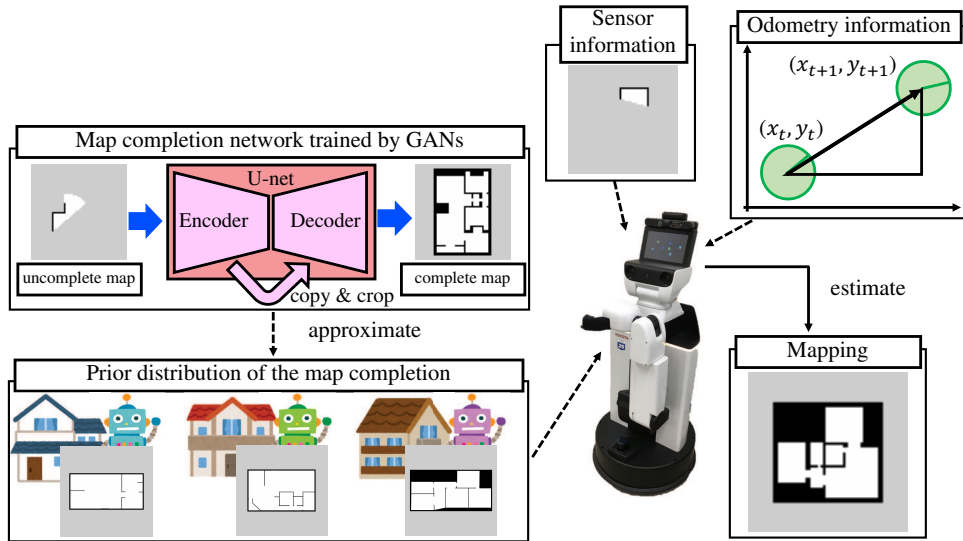 Sensor
information
Odometry information
(x_{t+1}, y_{t+1})
(x_t, y_t)
Map completion network trained by GANs
U-net
Encoder
Decoder
uncomplete map
complete map
copy & crop
approximate
Prior distribution of the map completion
estimate
Mapping